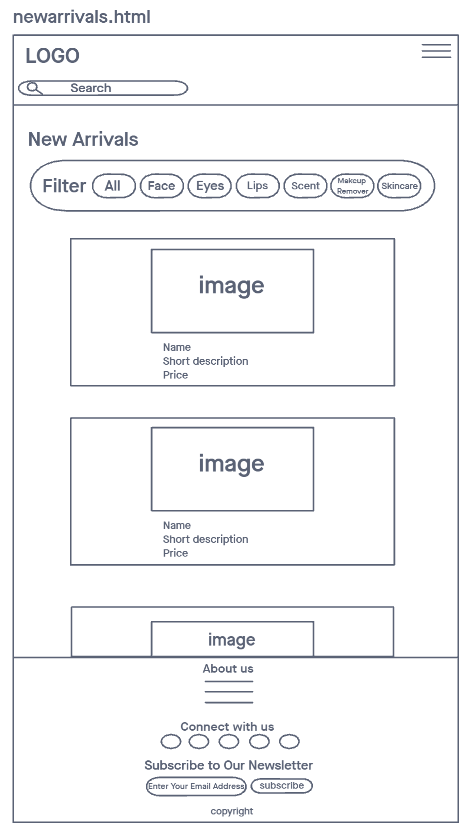 newarrivals.html
LOGO
Search
New Arrivals
Filter All Face Eyes Lips Scent Makeup Remover Skincare
image
Name
Short description
Price
image
Name
Short description
Price
image
About us
Connect with us
Subscribe to Our Newsletter
Enter Your Email Address subscribe
copyright